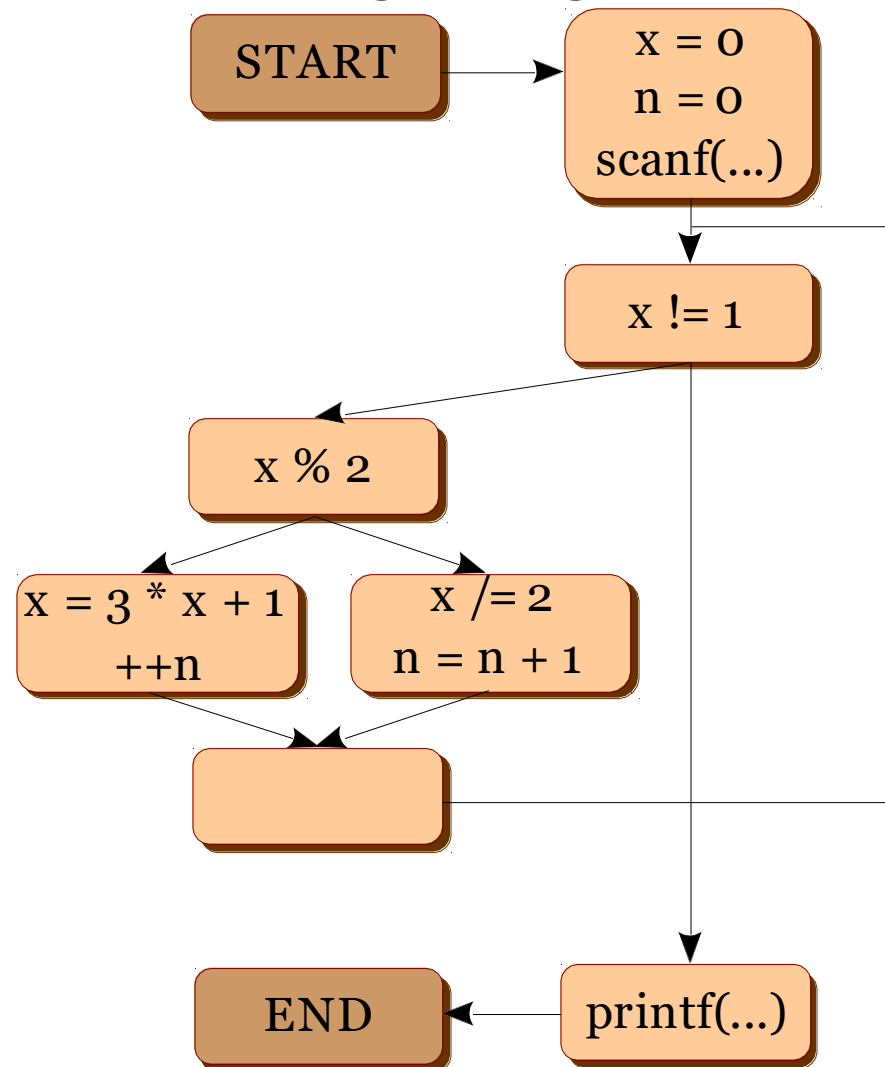 START
x = 0
n = 0
scanf(...)
x != 1
x % 2
x = 3 * x + 1
++n
x /= 2
n = n + 1
printf(...)
END